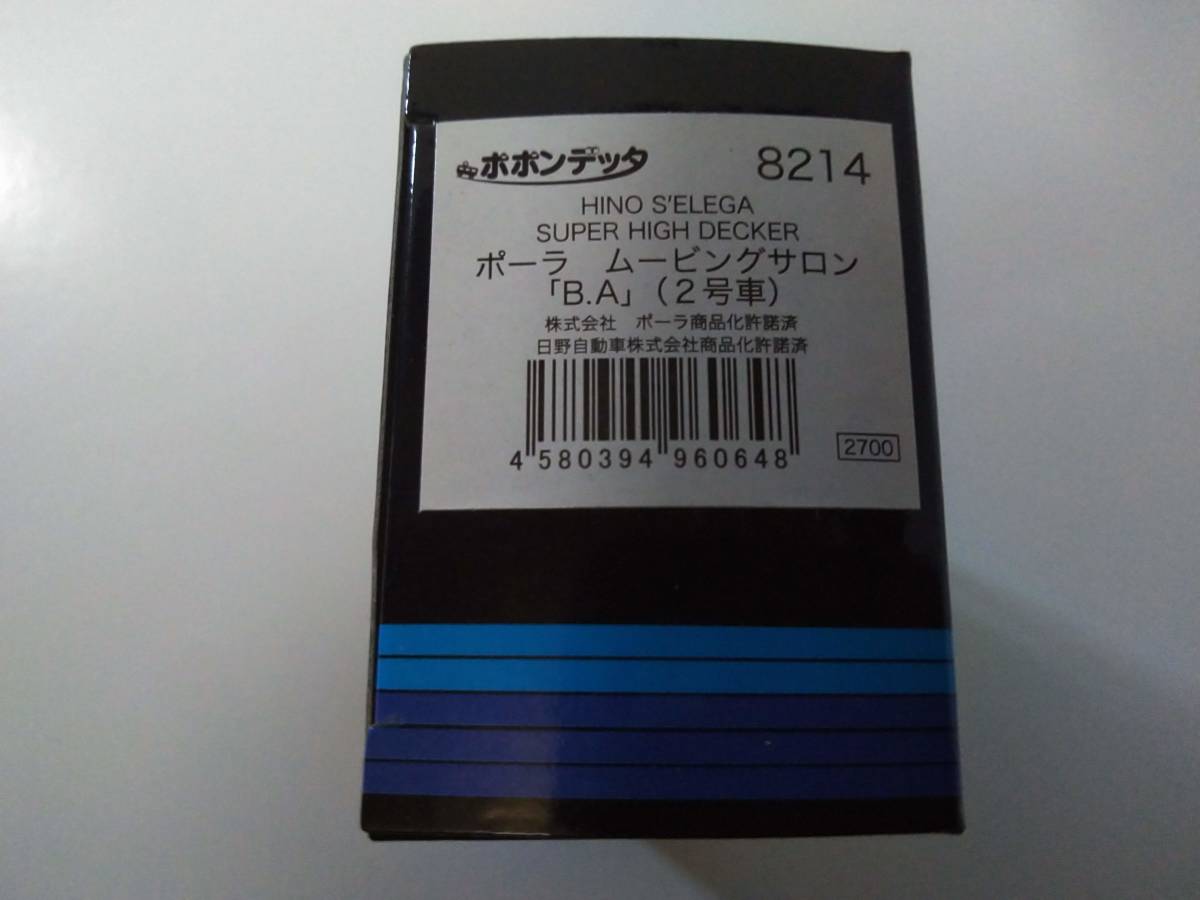 ポポンデッタ 8214
HINO S'ELEGA
SUPER HIGH DECKER
ポーラ ムービングサロン
「B.A」(2号車)
株式会社 ポーラ商品化許諾済
日野自動車株式会社商品化許諾済
4 580394 960648
2700